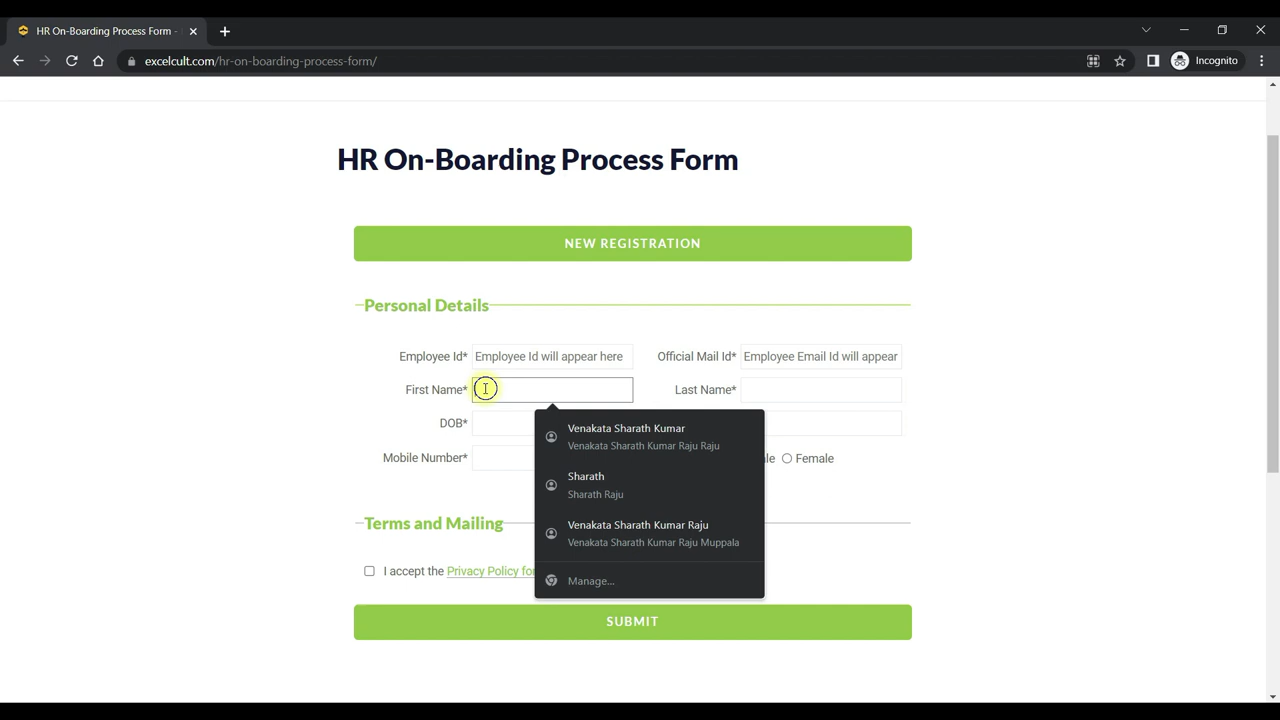 HR On-Boarding Process Form -
excelcult.com/hr-on-boarding-process-form/
Incognito
HR On-Boarding Process Form
NEW REGISTRATION
Personal Details
Employee Id* Employee Id will appear here Official Mail Id* Employee Email Id will appear
First Name* Last Name*
DOB*
Venakata Sharath Kumar
Venakata Sharath Kumar Raju Raju
Mobile Number* Female
Sharath
Sharath Raju
Terms and Mailing
Venakata Sharath Kumar Raju
Venakata Sharath Kumar Raju Muppala
I accept the Privacy Policy for
Manage...
SUBMIT